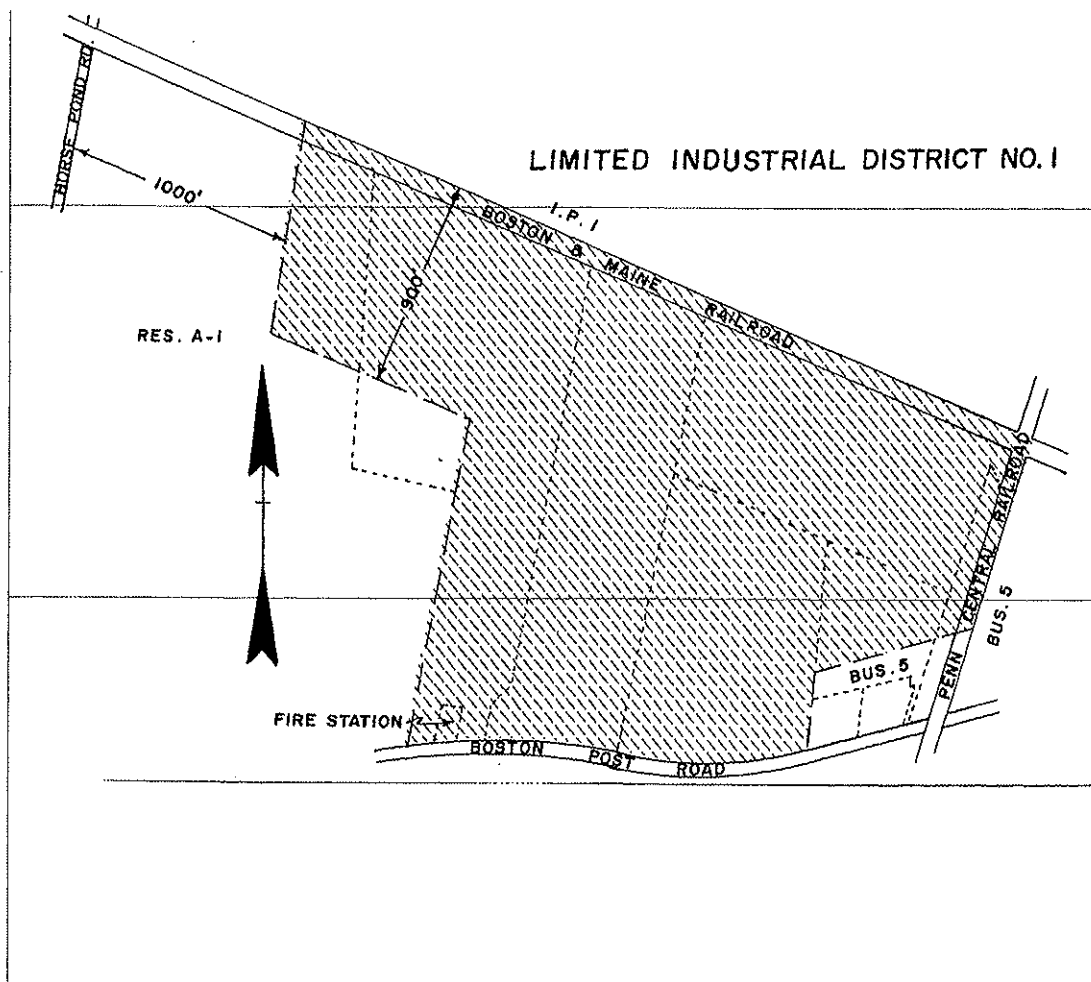 HORSE POND RD.
LIMITED INDUSTRIAL DISTRICT NO. 1
1000'
I.P. 1
BOSTON & MAINE RAILROAD
900'
RES. A-1
PENN CENTRAL RAILROAD
BUS. 5
BUS. 5
FIRE STATION
BOSTON POST ROAD